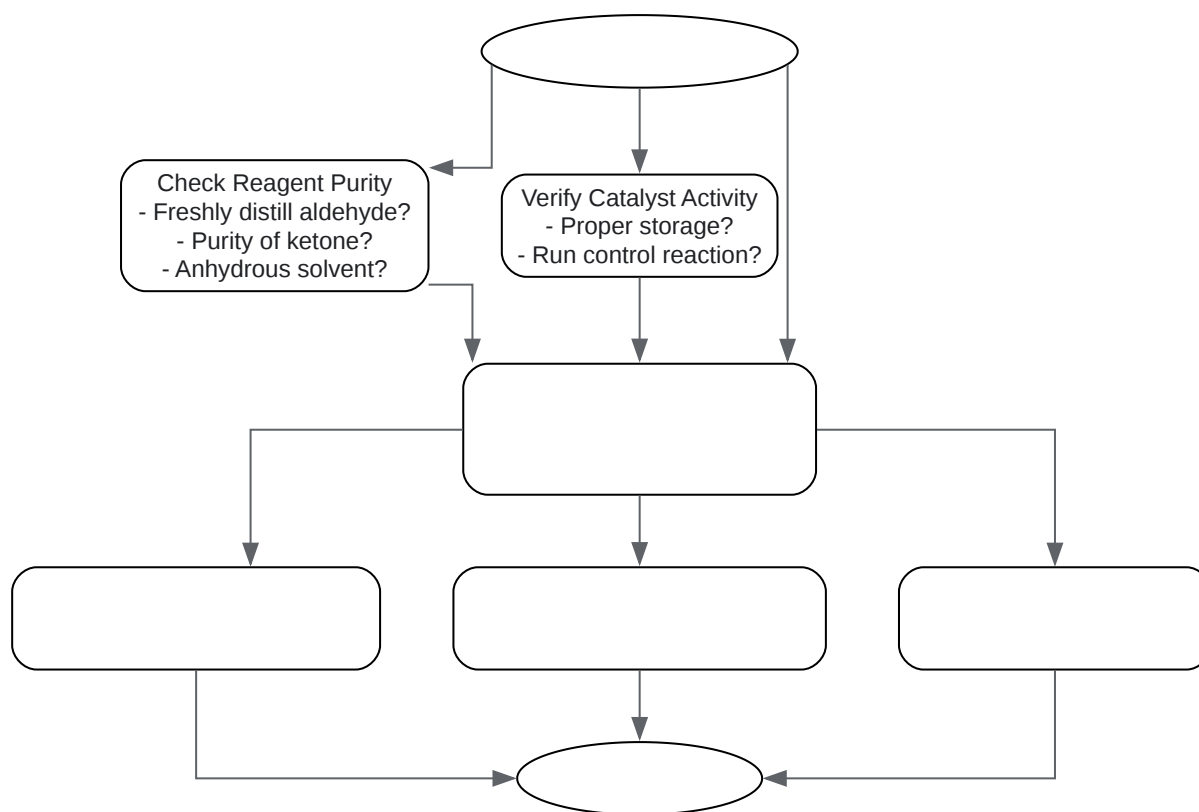 Check Reagent Purity
- Freshly distill aldehyde?
- Purity of ketone?
- Anhydrous solvent?
Verify Catalyst Activity
- Proper storage?
- Run control reaction?